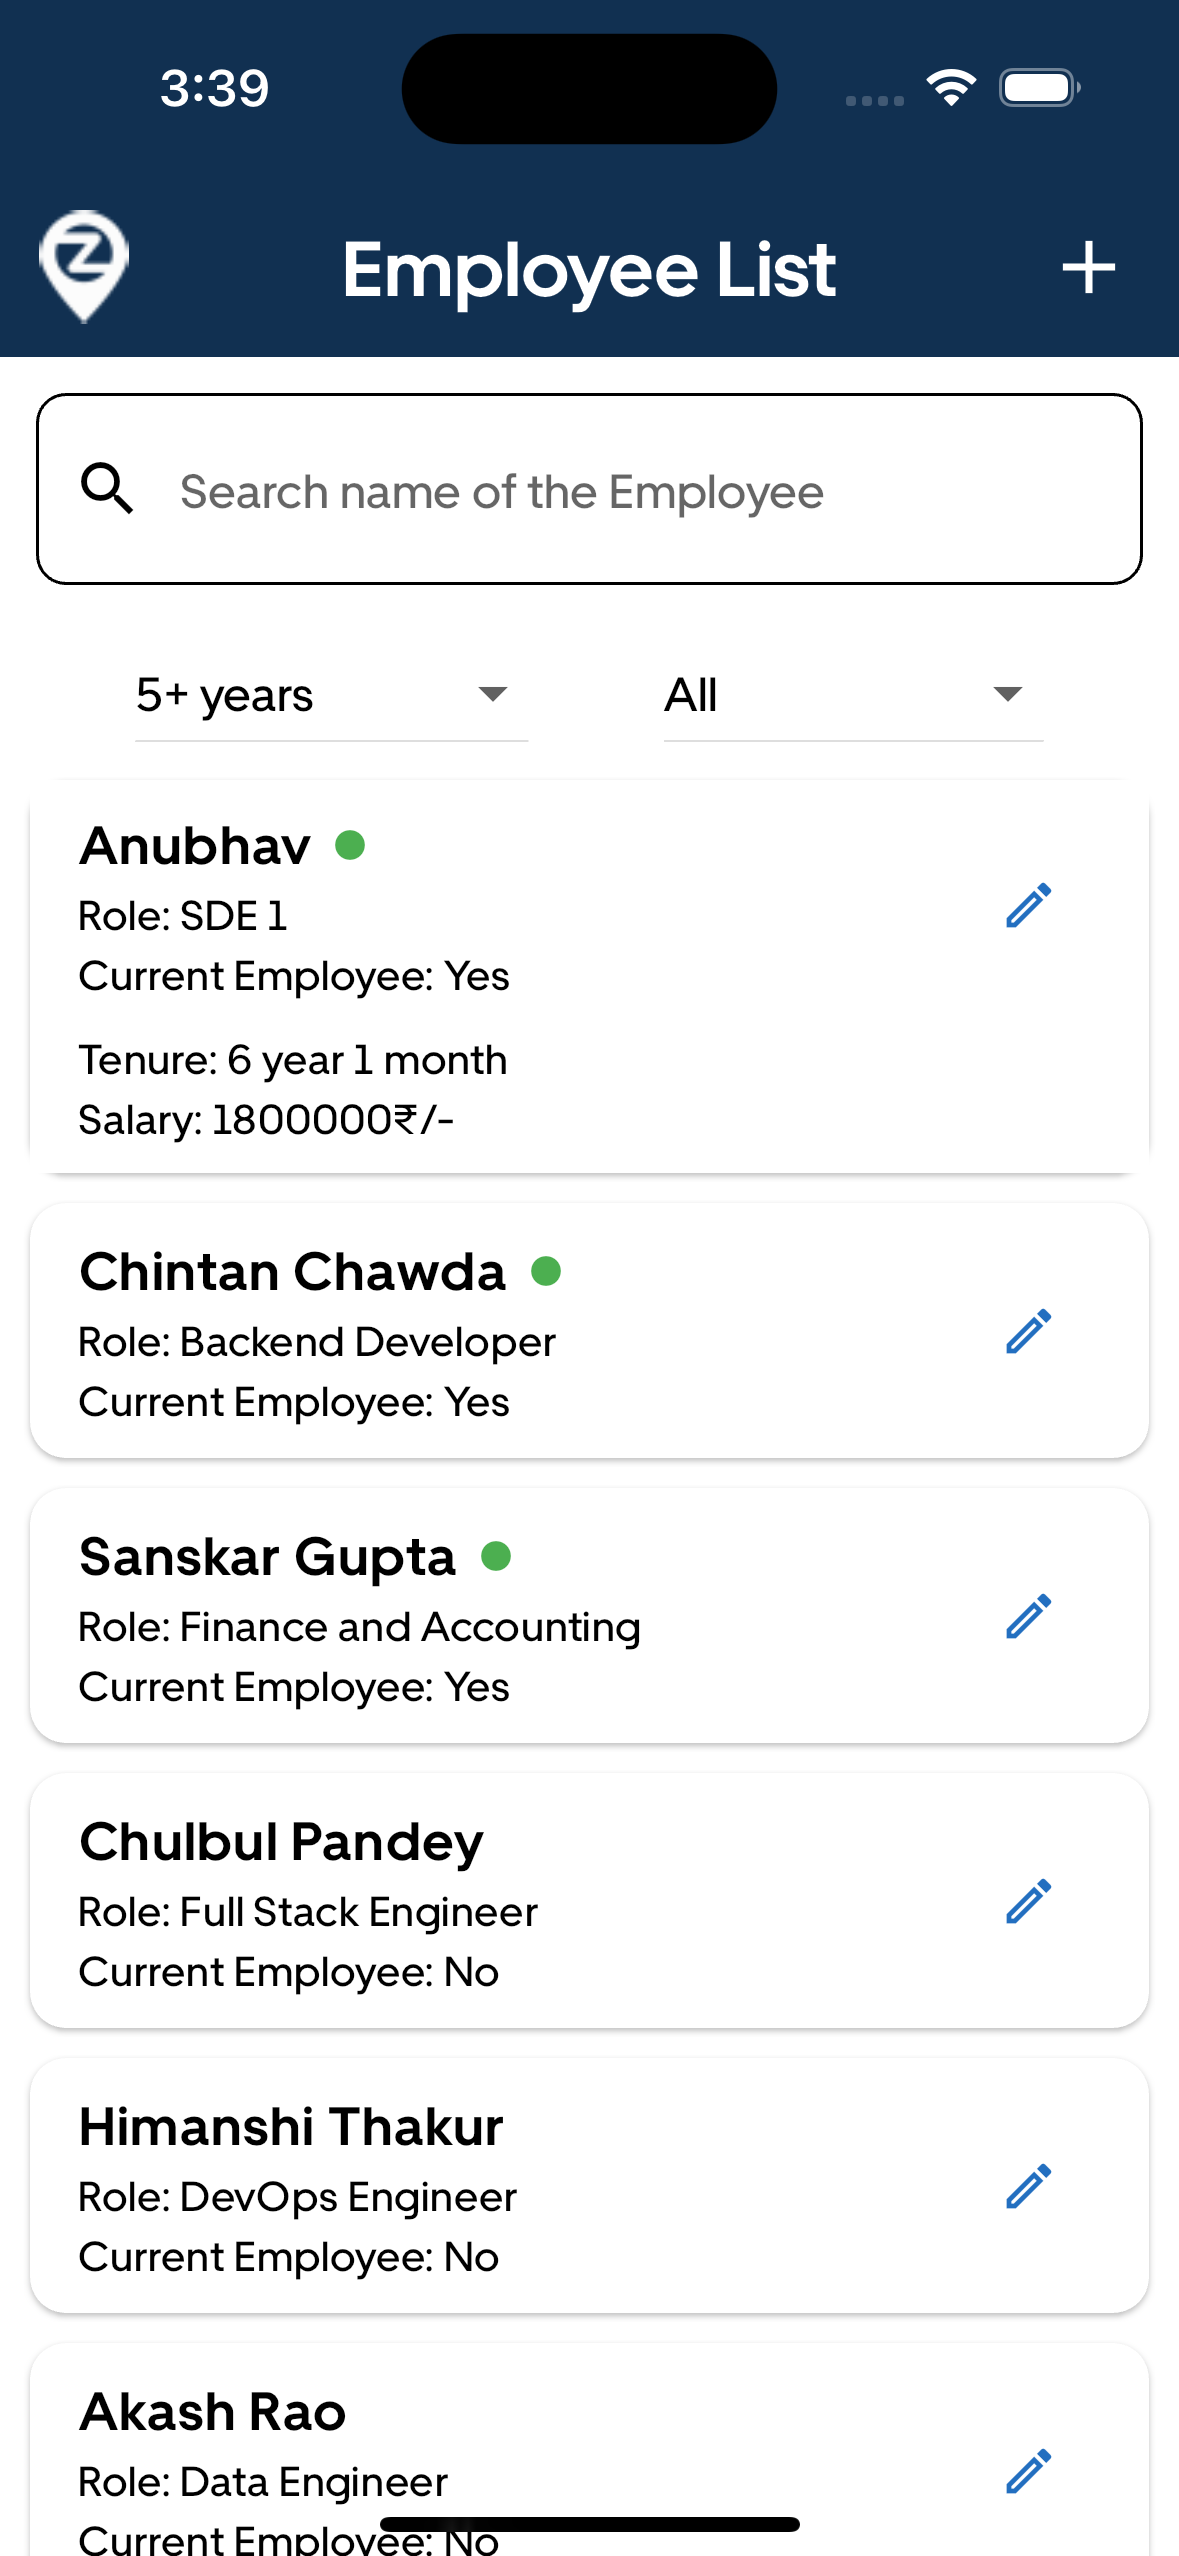 3:39
Z
Employee List
Search name of the Employee
5+ years
All
Anubhav
Role: SDE 1
Current Employee: Yes
Tenure: 6 year 1 month
Salary: 1800000₹/-
Chintan Chawda
Role: Backend Developer
Current Employee: Yes
Sanskar Gupta
Role: Finance and Accounting
Current Employee: Yes
Chulbul Pandey
Role: Full Stack Engineer
Current Employee: No
Himanshi Thakur
Role: DevOps Engineer
Current Employee: No
Akash Rao
Role: Data Engineer
Current Employee: No